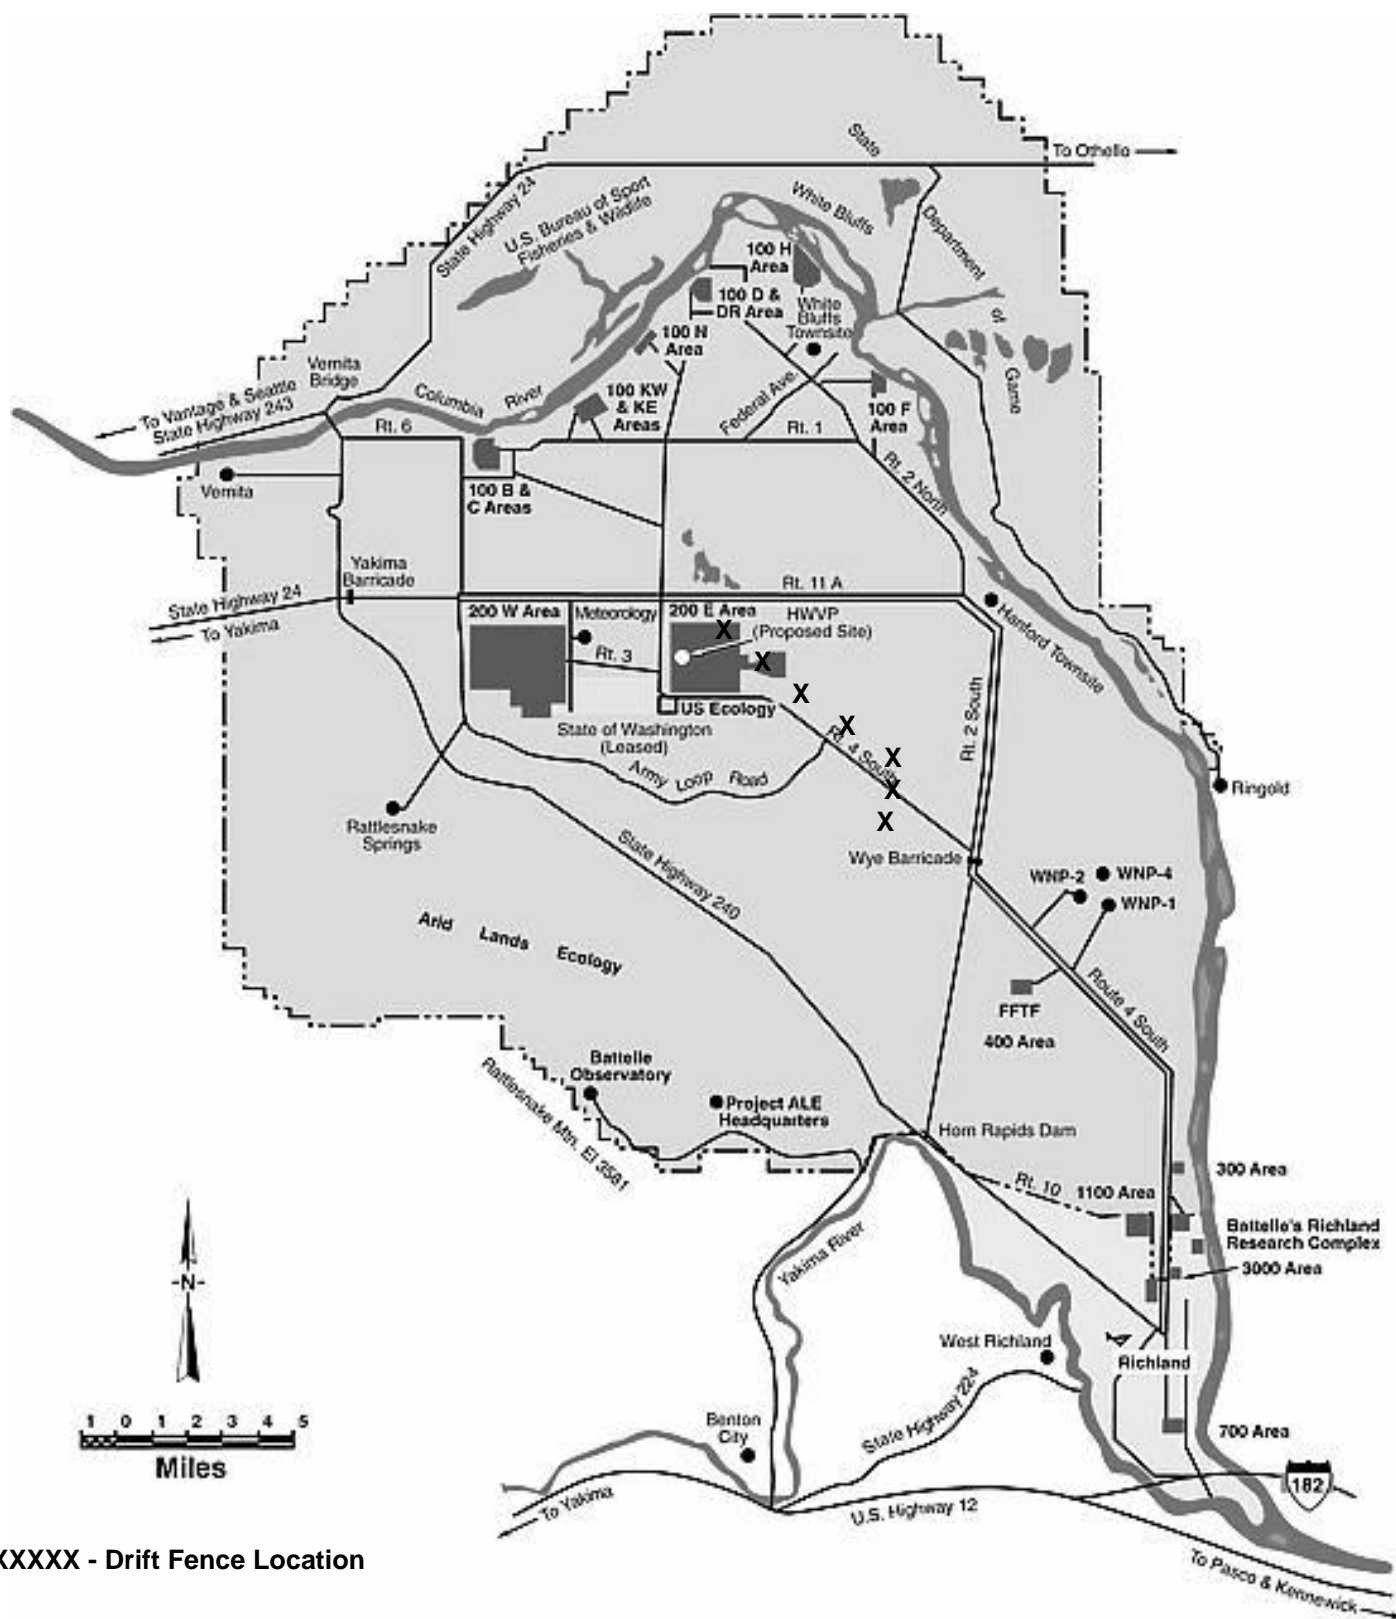 State
To Othello
State Highway 24
U.S. Bureau of Sport
Fisheries & Wildlife
White Bluffs
Department
of
Game
100 H
Area
100 D &
DR Area
White
Bluffs
Townsite
100 N
Area
Vernita
Bridge
To Vantage & Seattle
State Highway 243
Columbia
River
100 KW
& KE
Areas
Federal Ave.
100 F
Area
Rt. 6
Rt. 1
Rt. 2 North
Vernita
100 B &
C Areas
Yakima
Barricade
Rt. 11 A
State Highway 24
To Yakima
200 W Area
Meteorology
200 E Area
HWVP
(Proposed Site)
Hanford Townsite
X
X
X
X
X
X
X
Rt. 3
US Ecology
State of Washington
(Leased)
Rt. 4 South
Rt. 2 South
Army Loop Road
Ringold
Rattlesnake
Springs
State Highway 240
Wye Barricade
WNP-2
WNP-4
WNP-1
Arid Lands Ecology
FFTF
400 Area
Route 4 South
Battelle
Observatory
Rattlesnake Mtn. El 3581
Project ALE
Headquarters
Horn Rapids Dam
300 Area
Rt. 10
1100 Area
Battelle's Richland
Research Complex
3000 Area
Yakima River
N
West Richland
Richland
State Highway 224
Benton
City
700 Area
1 0 1 2 3 4 5
Miles
182
To Yakima
U.S. Highway 12
To Pasco & Kennewick
XXXXX - Drift Fence Location